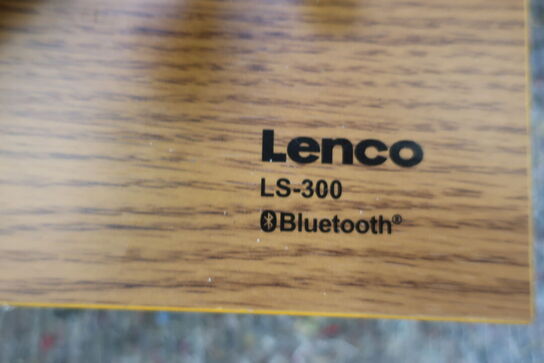 Lenco
LS-300
Bluetooth®